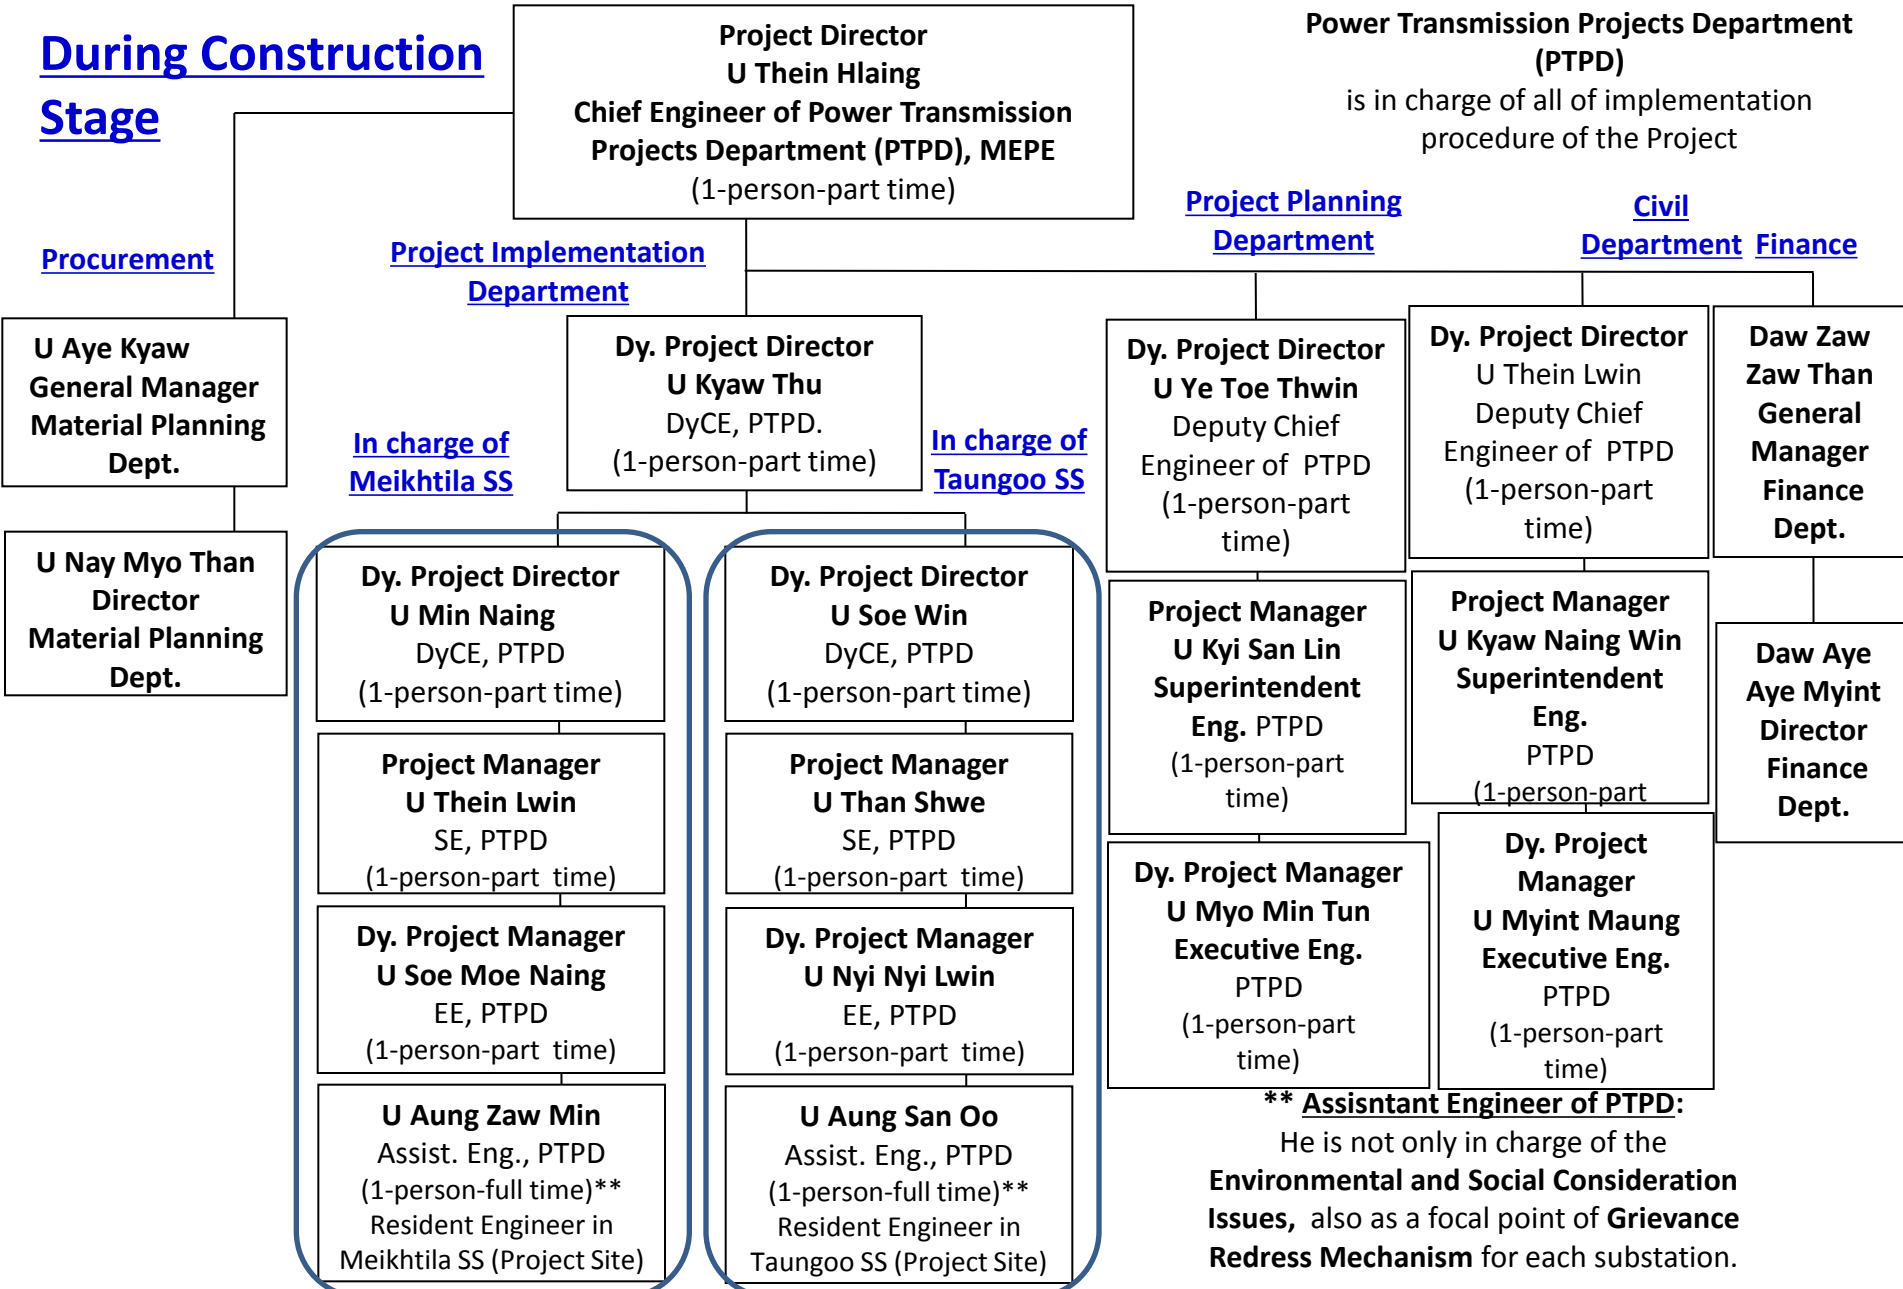 During Construction
Stage
Project Director
U Thein Hlaing
Chief Engineer of Power Transmission
Projects Department (PTPD), MEPE
(1-person-part time)
Power Transmission Projects Department
(PTPD)
is in charge of all of implementation
procedure of the Project
Procurement
U Aye Kyaw
General Manager
Material Planning
Dept.
U Nay Myo Than
Director
Material Planning
Dept.
Project Implementation
Department
Dy. Project Director
U Kyaw Thu
DyCE, PTPD.
(1-person-part time)
In charge of
Meikhtila SS
Dy. Project Director
U Min Naing
DyCE, PTPD
(1-person-part time)
Project Manager
U Thein Lwin
SE, PTPD
(1-person-part  time)
Dy. Project Manager
U Soe Moe Naing
EE, PTPD
(1-person-part  time)
U Aung Zaw Min
Assist. Eng., PTPD
(1-person-full time)**
Resident Engineer in
Meikhtila SS (Project Site)
In charge of
Taungoo SS
Dy. Project Director
U Soe Win
DyCE, PTPD
(1-person-part time)
Project Manager
U Than Shwe
SE, PTPD
(1-person-part  time)
Dy. Project Manager
U Nyi Nyi Lwin
EE, PTPD
(1-person-part  time)
U Aung San Oo
Assist. Eng., PTPD
(1-person-full time)**
Resident Engineer in
Taungoo SS (Project Site)
Project Planning
Department
Dy. Project Director
U Ye Toe Thwin
Deputy Chief
Engineer of  PTPD
(1-person-part
time)
Project Manager
U Kyi San Lin
Superintendent
Eng. PTPD
(1-person-part
time)
Dy. Project Manager
U Myo Min Tun
Executive Eng.
PTPD
(1-person-part
time)
Civil
Department
Dy. Project Director
U Thein Lwin
Deputy Chief
Engineer of  PTPD
(1-person-part
time)
Project Manager
U Kyaw Naing Win
Superintendent
Eng.
PTPD
(1-person-part
Dy. Project
Manager
U Myint Maung
Executive Eng.
PTPD
(1-person-part
time)
Finance
Daw Zaw
Zaw Than
General
Manager
Finance
Dept.
Daw Aye
Aye Myint
Director
Finance
Dept.
** Assisntant Engineer of PTPD:
He is not only in charge of the
Environmental and Social Consideration
Issues,  also as a focal point of Grievance
Redress Mechanism for each substation.